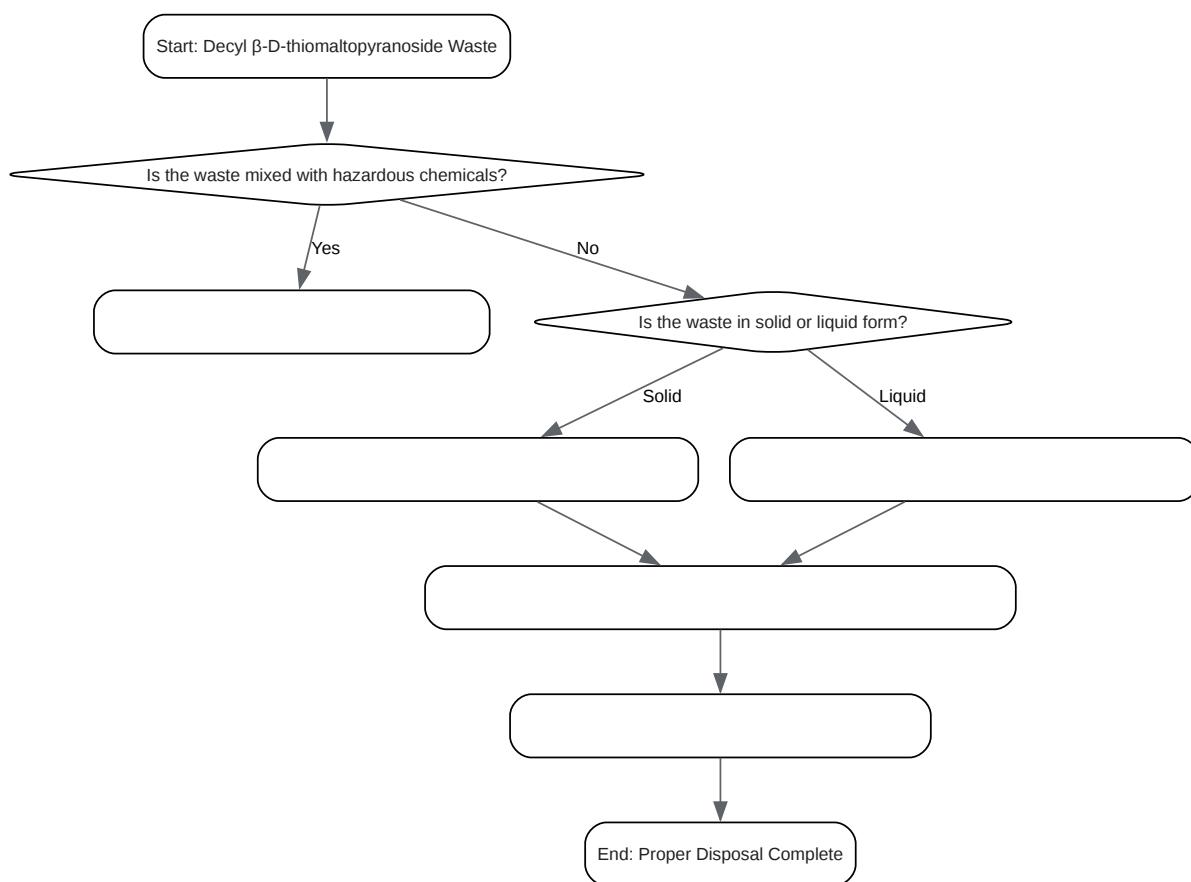 Start: Decyl β-D-thiomaltopyranoside Waste
Is the waste mixed with hazardous chemicals?
Yes
No
Is the waste in solid or liquid form?
Solid
Liquid
End: Proper Disposal Complete